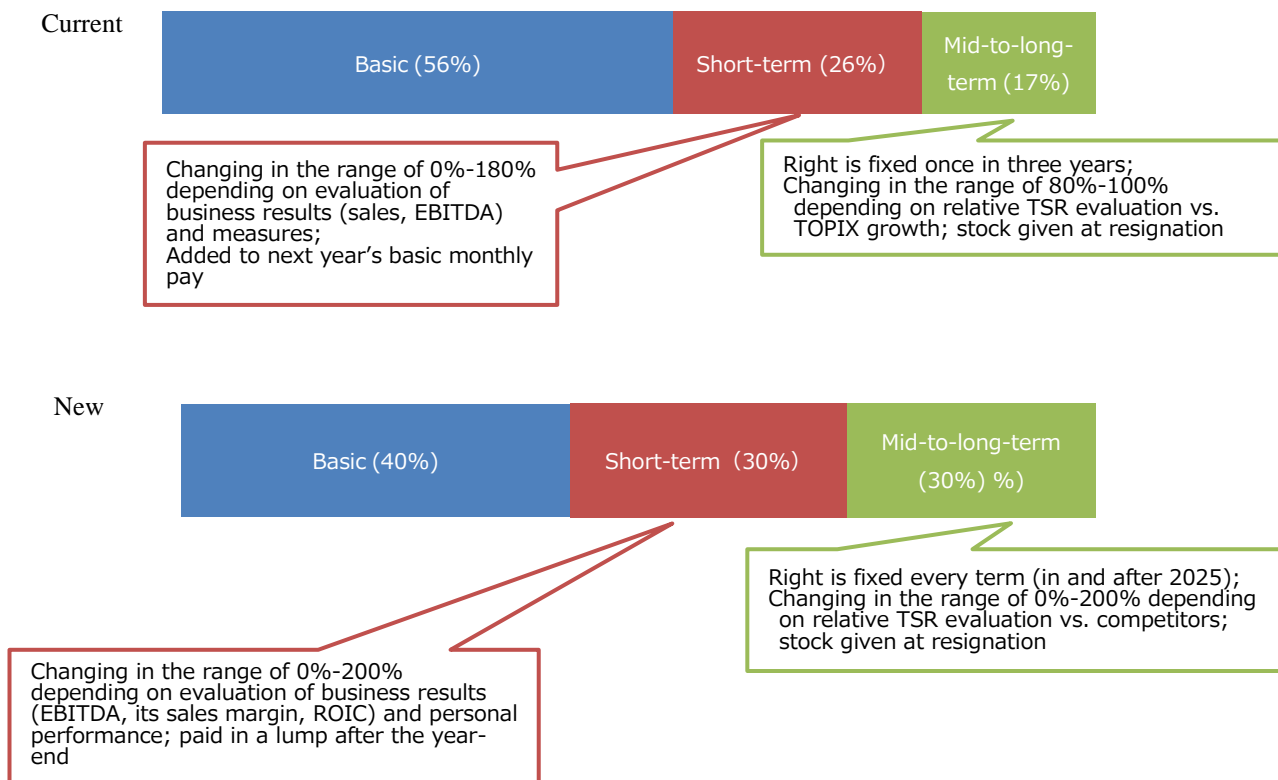 Current
Basic (56%)
Short-term (26%)
Mid-to-long-
term (17%)
Changing in the range of 0%-180%
depending on evaluation of
business results (sales, EBITDA)
and measures;
Added to next year’s basic monthly
pay
Right is fixed once in three years;
Changing in the range of 80%-100%
depending on relative TSR evaluation vs.
TOPIX growth; stock given at resignation
New
Basic (40%)
Short-term（30%)
Mid-to-long-term
(30%) %)
Right is fixed every term (in and after 2025);
Changing in the range of 0%-200% depending
on relative TSR evaluation vs. competitors;
stock given at resignation
Changing in the range of 0%-200%
depending on evaluation of business results
(EBITDA, its sales margin, ROIC) and personal
performance; paid in a lump after the year-
end